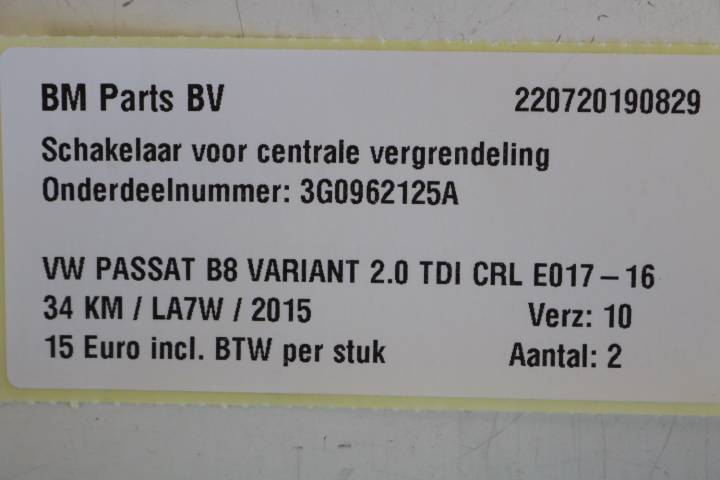 BM Parts BV 220720190829
Schakelaar voor centrale vergrendeling
Onderdeelnummer: 3G0962125A
VW PASSAT B8 VARIANT 2.0 TDI CRL E017-16
34 KM / LA7W / 2015 Verz: 10
15 Euro incl. BTW per stuk Aantal: 2